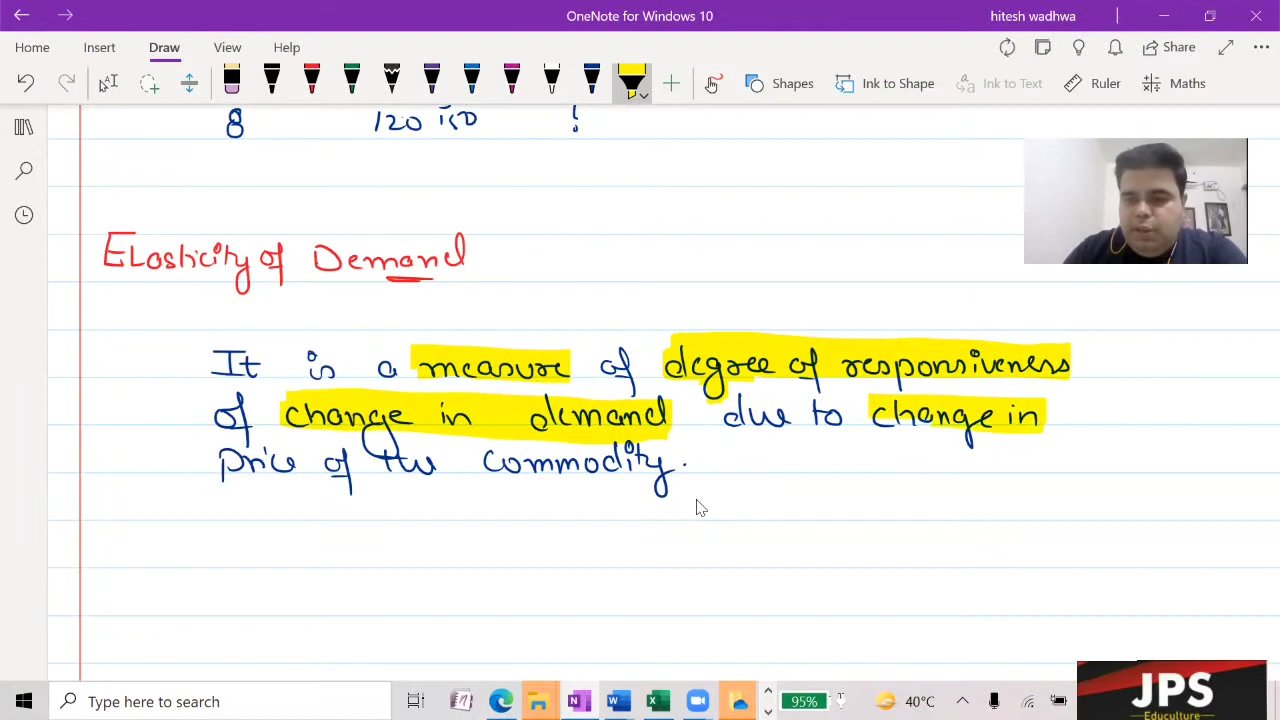 OneNote for Windows 10
hitesh wadhwa
Home Insert Draw View Help
Share
Shapes Ink to Shape Ink to Text Ruler Maths
8 120 150 !
Elasticity of Demand
It is a measure of degree of responsiveness
of change in demand due to change in
price of the commodity.
Type here to search
95%
40°C
JPS
Educulture